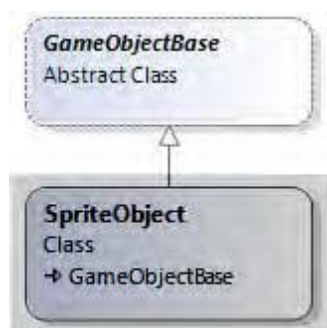 GameObjectBase
Abstract Class
SpriteObject
Class
GameObjectBase